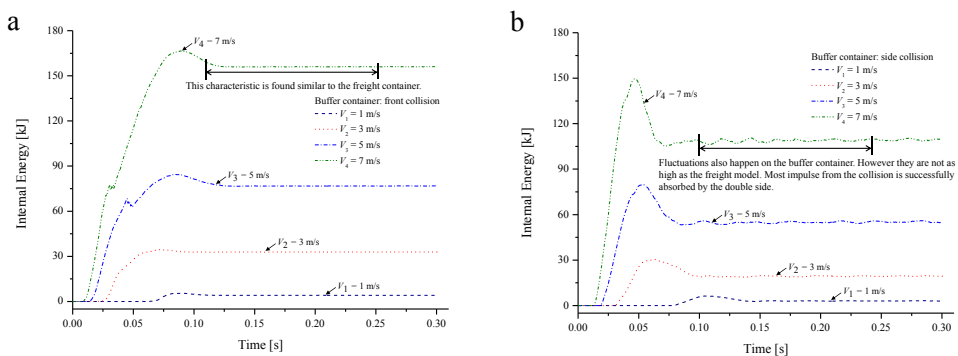 a
Internal Energy [kJ]
180
150
120
90
60
30
0
V4 = 7 m/s
This characteristic is found similar to the freight container.
Buffer container: front collision
V1 = 1 m/s
V2 = 3 m/s
V3 = 5 m/s
V4 = 7 m/s
V3 = 5 m/s
V2 = 3 m/s
V1 = 1 m/s
0.00 0.05 0.10 0.15 0.20 0.25 0.30
Time [s]
b
Internal Energy [kJ]
180
150
120
90
60
30
0
Buffer container: side collision
V1 = 1 m/s
V2 = 3 m/s
V3 = 5 m/s
V4 = 7 m/s
V4 = 7 m/s
Fluctuations also happen on the buffer container. However they are not as
high as the freight model. Most impulse from the collision is successfully
absorbed by the double side.
V3 = 5 m/s
V2 = 3 m/s
V1 = 1 m/s
0.00 0.05 0.10 0.15 0.20 0.25 0.30
Time [s]